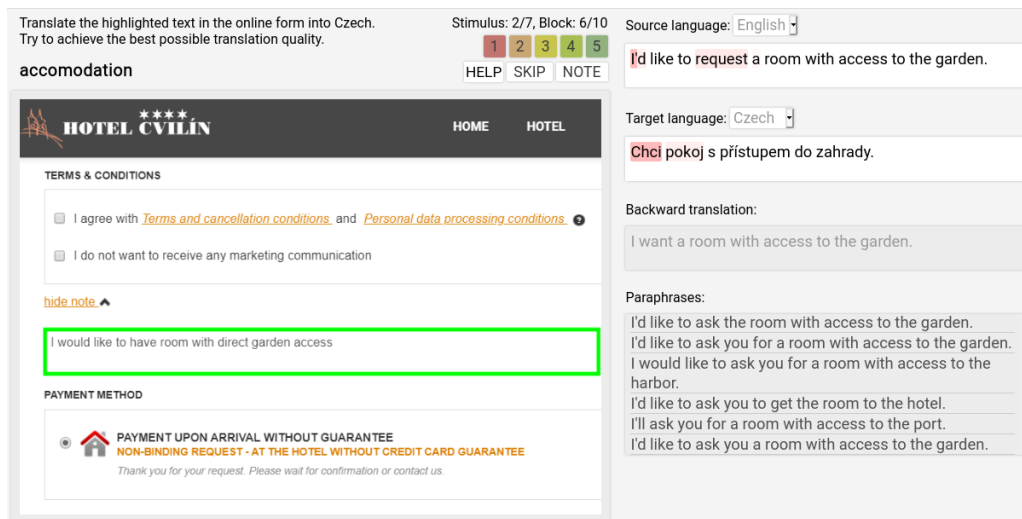 Translate the highlighted text in the online form into Czech.
Try to achieve the best possible translation quality.
accomodation
Stimulus: 2/7, Block: 6/10
1 2 3 4 5
HELP SKIP NOTE
HOTEL CVILÍN
HOME HOTEL
TERMS & CONDITIONS
I agree with Terms and cancellation conditions and Personal data processing conditions ?
I do not want to receive any marketing communication
hide note
I would like to have room with direct garden access
PAYMENT METHOD
PAYMENT UPON ARRIVAL WITHOUT GUARANTEE
NON-BINDING REQUEST - AT THE HOTEL WITHOUT CREDIT CARD GUARANTEE
Thank you for your request. Please wait for confirmation or contact us.
Source language: English
I'd like to request a room with access to the garden.
Target language: Czech
Chci pokoj s přístupem do zahrady.
Backward translation:
I want a room with access to the garden.
Paraphrases:
I'd like to ask the room with access to the garden.
I'd like to ask you for a room with access to the garden.
I would like to ask you for a room with access to the
harbor.
I'd like to ask you to get the room to the hotel.
I'll ask you for a room with access to the port.
I'd like to ask you a room with access to the garden.